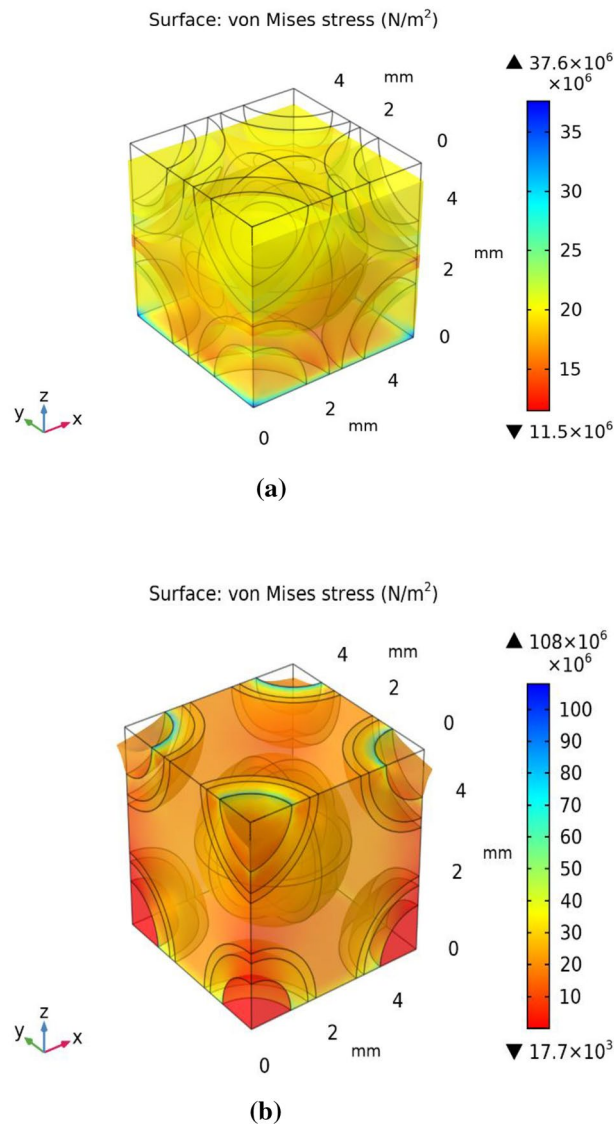 Surface: von Mises stress (N/m²)
4
mm
2
0
4
2
mm
0
4
2
mm
0
y
z
x
▲ 37.6×10⁶
×10⁶
35
30
25
20
15
▼ 11.5×10⁶
(a)
Surface: von Mises stress (N/m²)
4
mm
2
0
4
2
mm
0
4
2
mm
0
y
z
x
▲ 108×10⁶
×10⁶
100
90
80
70
60
50
40
30
20
10
▼ 17.7×10³
(b)